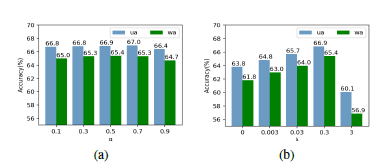 70
68
66
64
62
60
58
56
Accuracy(%)
ua
wa
66.8 66.8 66.9 67.0 66.4
65.0 65.3 65.4 65.3 64.7
0.1 0.3 0.5 0.7 0.9
α
(a)
70
68
66
64
62
60
58
56
Accuracy(%)
ua
wa
63.8 64.8 65.7 66.9 60.1
61.8 63.0 64.0 65.4 56.9
0 0.003 0.03 0.3 3
(b)